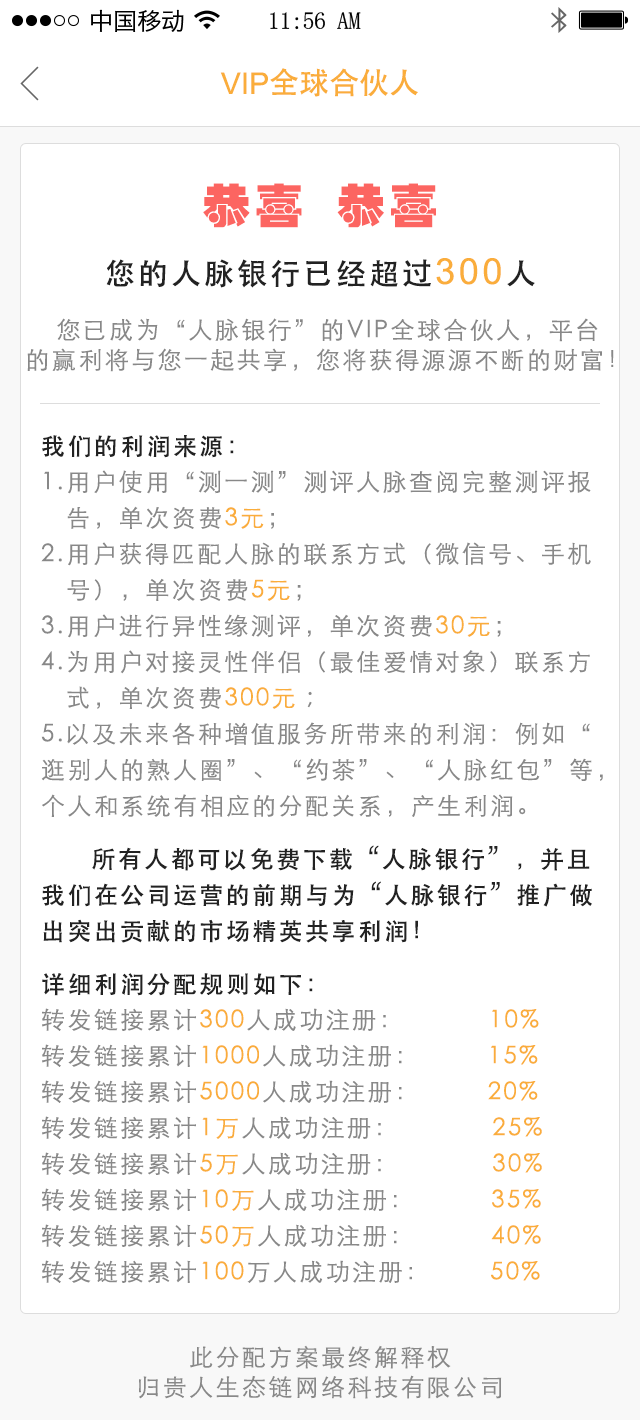 中国移动 11:56 AM
VIP全球合伙人
恭喜 恭喜
您的人脉银行已经超过300人
您已成为“人脉银行”的VIP全球合伙人，平台
的赢利将与您一起共享，您将获得源源不断的财富！
我们的利润来源：
1.用户使用“测一测”测评人脉查阅完整测评报
告，单次资费3元；
2.用户获得匹配人脉的联系方式（微信号、手机
号），单次资费5元；
3.用户进行异性缘测评，单次资费30元；
4.为用户对接灵性伴侣（最佳爱情对象）联系方
式，单次资费300元；
5.以及未来各种增值服务所带来的利润：例如“
逛别人的熟人圈”、“约茶”、“人脉红包”等，
个人和系统有相应的分配关系，产生利润。
所有人都可以免费下载“人脉银行”，并且
我们在公司运营的前期与为“人脉银行”推广做
出突出贡献的市场精英共享利润！
详细利润分配规则如下：
转发链接累计300人成功注册： 10%
转发链接累计1000人成功注册： 15%
转发链接累计5000人成功注册： 20%
转发链接累计1万人成功注册： 25%
转发链接累计5万人成功注册： 30%
转发链接累计10万人成功注册： 35%
转发链接累计50万人成功注册： 40%
转发链接累计100万人成功注册： 50%
此分配方案最终解释权
归贵人生态链网络科技有限公司